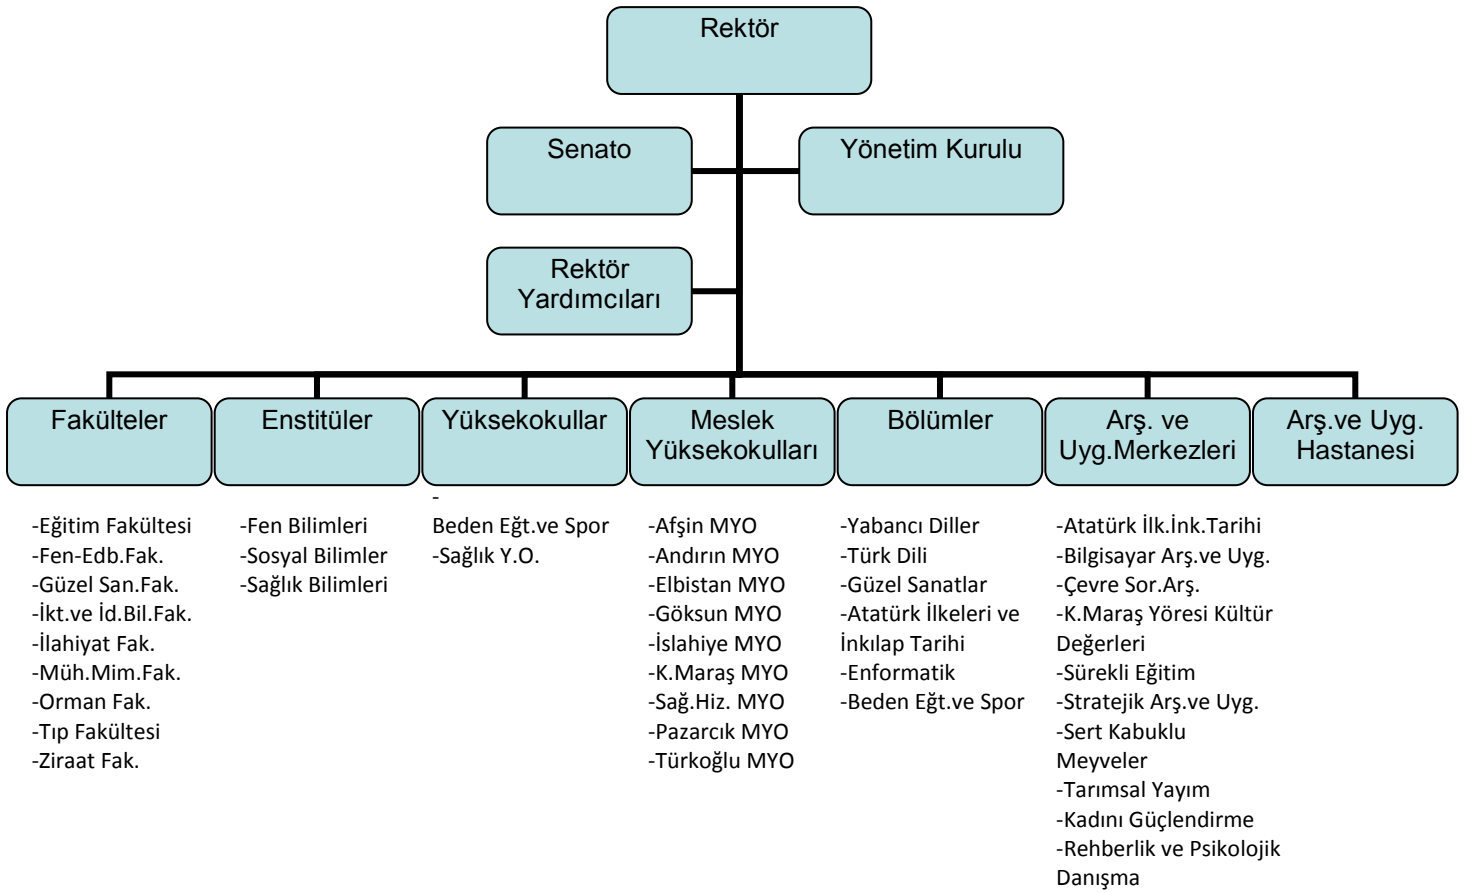 Rektör
Senato
Yönetim Kurulu
Rektör
Yardımcıları
Fakülteler
Enstitüler
Yüksekokullar
Meslek
Yüksekokulları
Bölümler
Arş. ve
Uyg.Merkezleri
Arş.ve Uyg.
Hastanesi
-Eğitim Fakültesi
-Fen-Edb.Fak.
-Güzel San.Fak.
-İkt.ve İd.Bil.Fak.
-İlahiyat Fak.
-Müh.Mim.Fak.
-Orman Fak.
-Tıp Fakültesi
-Ziraat Fak.
-Fen Bilimleri
-Sosyal Bilimler
-Sağlık Bilimleri
-
Beden Eğt.ve Spor
-Sağlık Y.O.
-Afşin MYO
-Andırın MYO
-Elbistan MYO
-Göksun MYO
-İslahiye MYO
-K.Maraş MYO
-Sağ.Hiz. MYO
-Pazarcık MYO
-Türkoğlu MYO
-Yabancı Diller
-Türk Dili
-Güzel Sanatlar
-Atatürk İlkeleri ve
İnkılap Tarihi
-Enformatik
-Beden Eğt.ve Spor
-Atatürk İlk.İnk.Tarihi
-Bilgisayar Arş.ve Uyg.
-Çevre Sor.Arş.
-K.Maraş Yöresi Kültür
Değerleri
-Sürekli Eğitim
-Stratejik Arş.ve Uyg.
-Sert Kabuklu
Meyveler
-Tarımsal Yayım
-Kadını Güçlendirme
-Rehberlik ve Psikolojik
Danışma